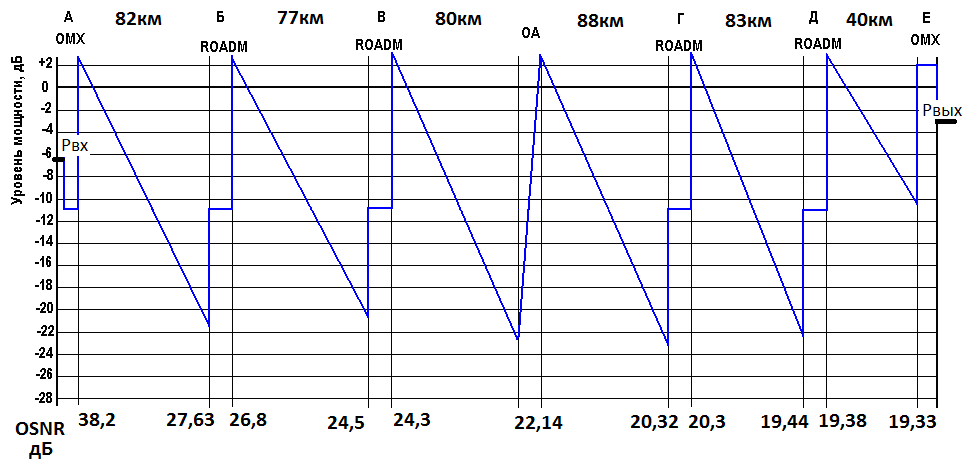 А 82км Б 77км В 80км 88км Г 83км Д 40км Е
ОМХ ROADM ROADM ОА ROADM ROADM ОМХ
Уровень мощности, дБ
+2
0
-2
-4
-6
-8
-10
-12
-14
-16
-18
-20
-22
-24
-26
-28
Рвх
Рвых
OSNR
дБ
38,2 27,63 26,8 24,5 24,3 22,14 20,32 20,3 19,44 19,38 19,33